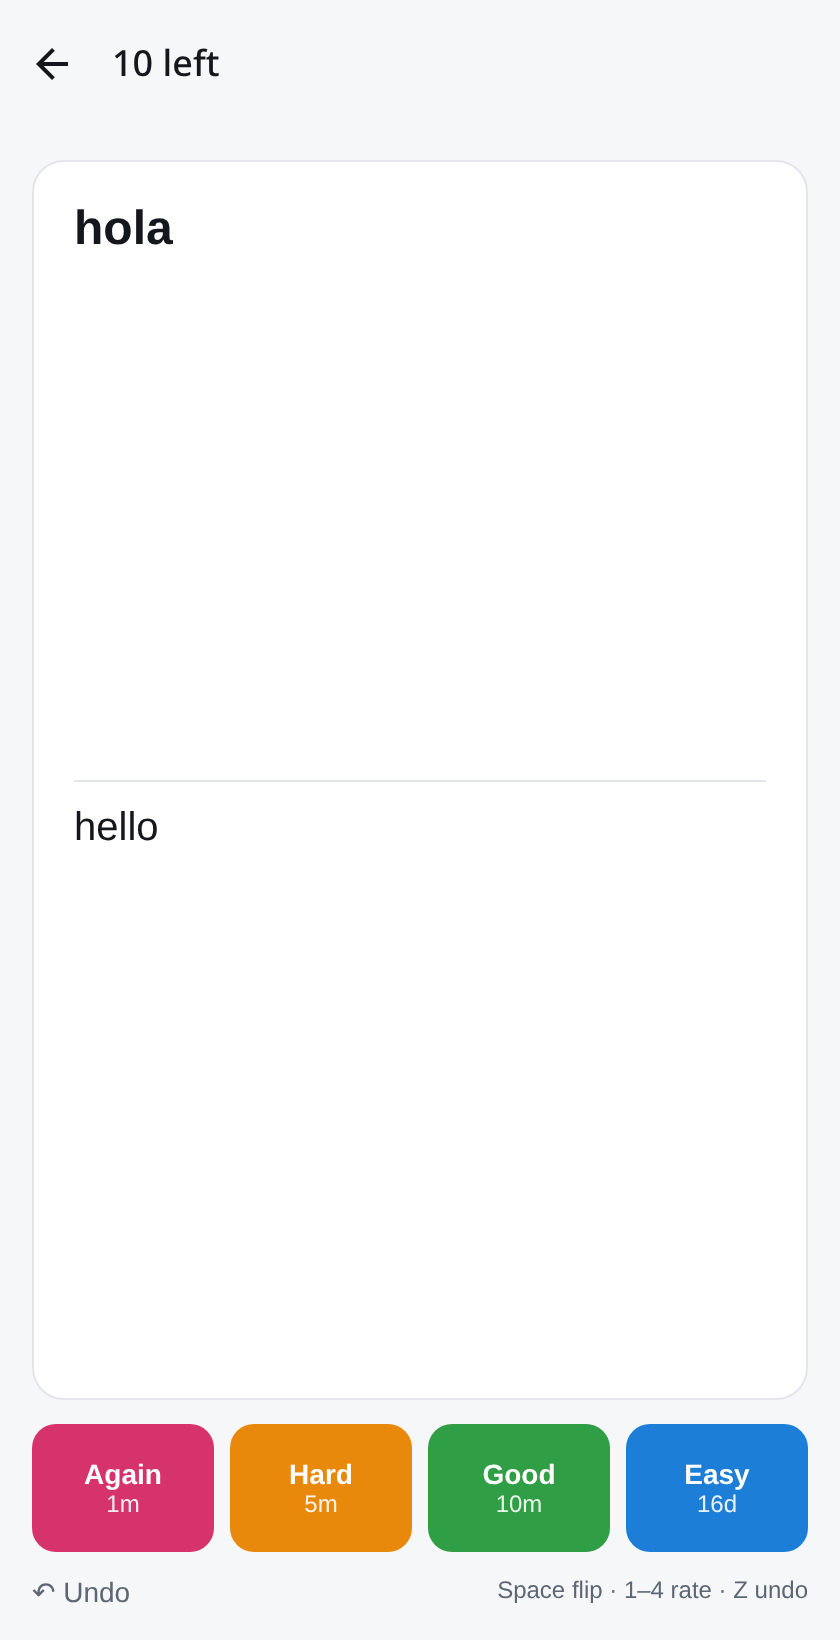 10 left
hola
hello
Again
1m
Hard
5m
Good
10m
Easy
16d
↶ Undo
Space flip · 1–4 rate · Z undo